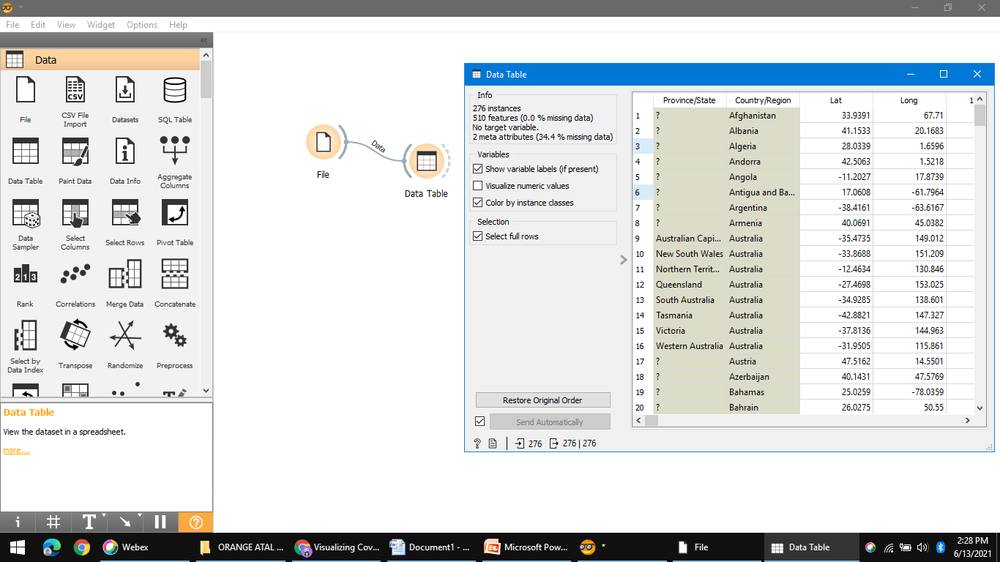 *
File Edit View Widget Options Help
Data
File
CSV File Import
Datasets
SQL Table
Data Table
Paint Data
Data Info
Aggregate Columns
Data Sampler
Select Columns
Select Rows
Pivot Table
Rank
Correlations
Merge Data
Concatenate
Select by Data Index
Transpose
Randomize
Preprocess
Data Table
View the dataset in a spreadsheet.
more...
File
Data
Data Table
Data Table
Info
276 instances
510 features (0.0 % missing data)
No target variable.
2 meta attributes (34.4 % missing data)
Variables
Show variable labels (if present)
Visualize numeric values
Color by instance classes
Selection
Select full rows
Restore Original Order
Send Automatically
? 276 276 | 276
Province/State Country/Region Lat Long 1
1 ? Afghanistan 33.9391 67.71
2 ? Albania 41.1533 20.1683
3 ? Algeria 28.0339 1.6596
4 ? Andorra 42.5063 1.5218
5 ? Angola -11.2027 17.8739
6 ? Antigua and Ba... 17.0608 -61.7964
7 ? Argentina -38.4161 -63.6167
8 ? Armenia 40.0691 45.0382
9 Australian Capi... Australia -35.4735 149.012
10 New South Wales Australia -33.8688 151.209
11 Northern Territ... Australia -12.4634 130.846
12 Queensland Australia -27.4698 153.025
13 South Australia Australia -34.9285 138.601
14 Tasmania Australia -42.8821 147.327
15 Victoria Australia -37.8136 144.963
16 Western Australia Australia -31.9505 115.861
17 ? Austria 47.5162 14.5501
18 ? Azerbaijan 40.1431 47.5769
19 ? Bahamas 25.0259 -78.0359
20 ? Bahrain 26.0275 50.55
Webex
ORANGE ATAL ...
Visualizing Cov...
Document1 - ...
Microsoft Pow...
*
File
Data Table
2:28 PM
6/13/2021